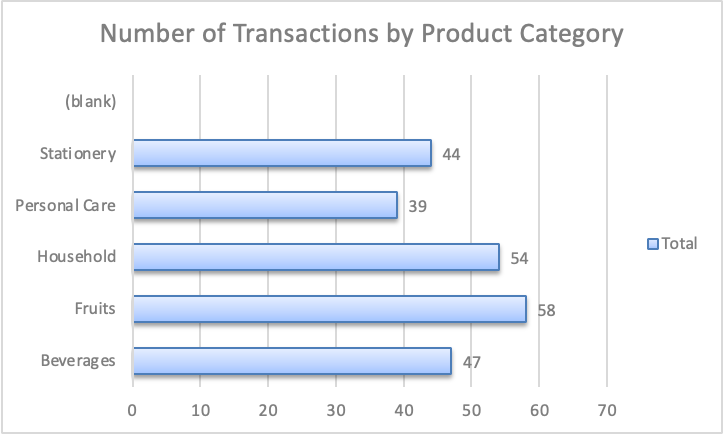 Number of Transactions by Product Category
(blank)
Stationery 44
Personal Care 39
Household 54
Fruits 58
Beverages 47
0 10 20 30 40 50 60 70
Total